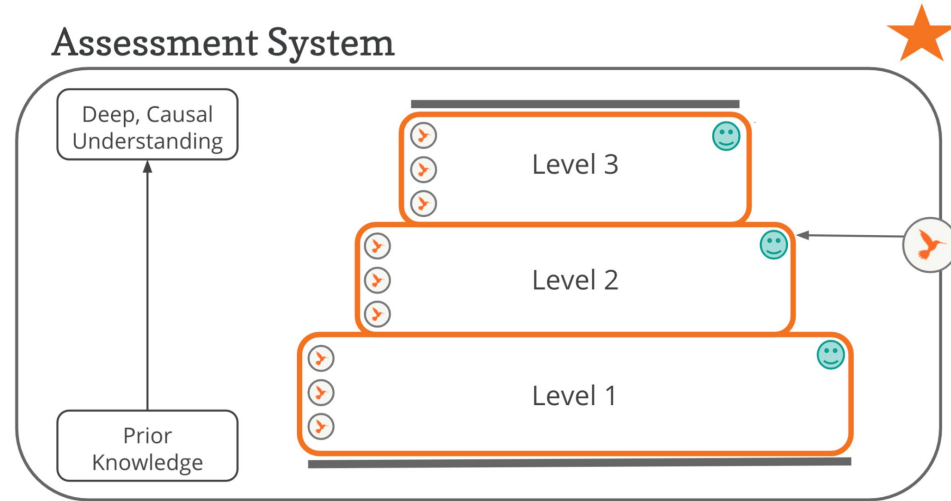 Assessment System
Deep, Causal
Understanding
Level 3
Level 2
Level 1
Prior
Knowledge